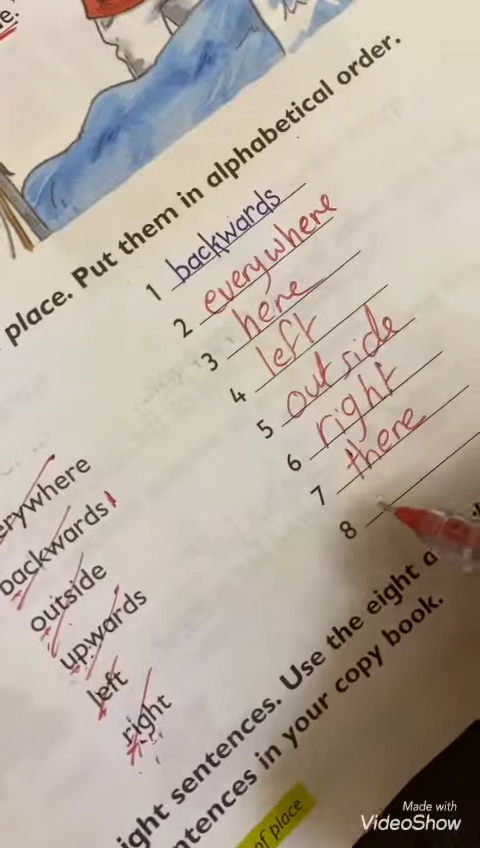 e.
place. Put them in alphabetical order.
1 backwards
2 everywhere
3 here
4 left
5 outside
6 right
7 there
8
erywhere
backwards
outside
upwards
left
right
ight sentences. Use the eight a
ntences in your copy book.
of place
Made with
VideoShow